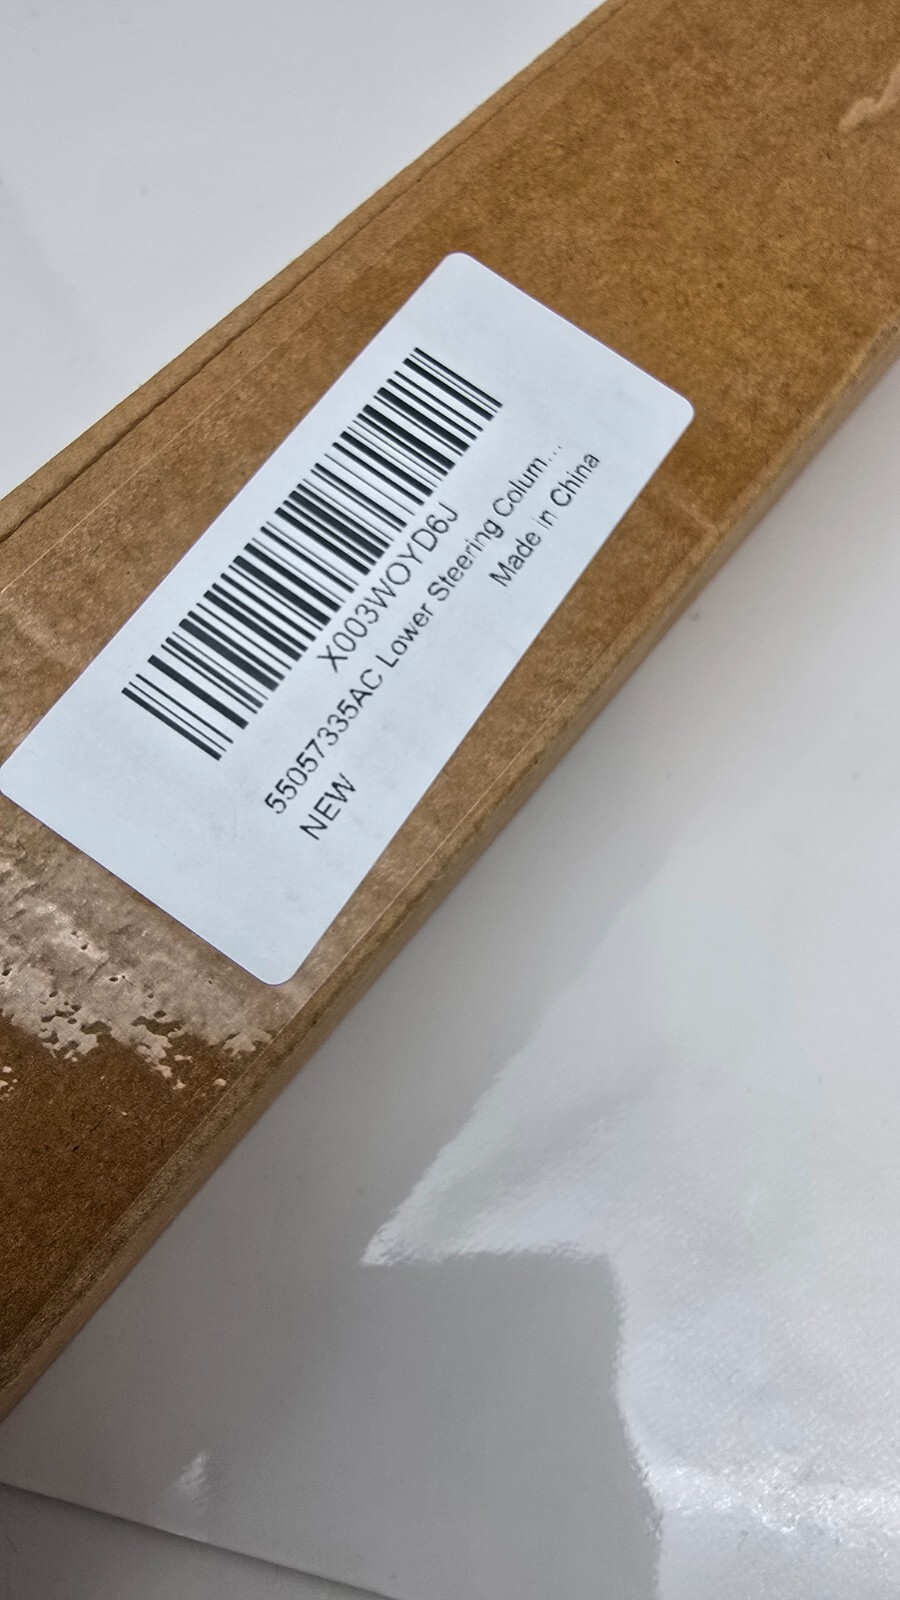 X003WOYD6J
55057335AC Lower Steering Colum...
NEW
Made in China